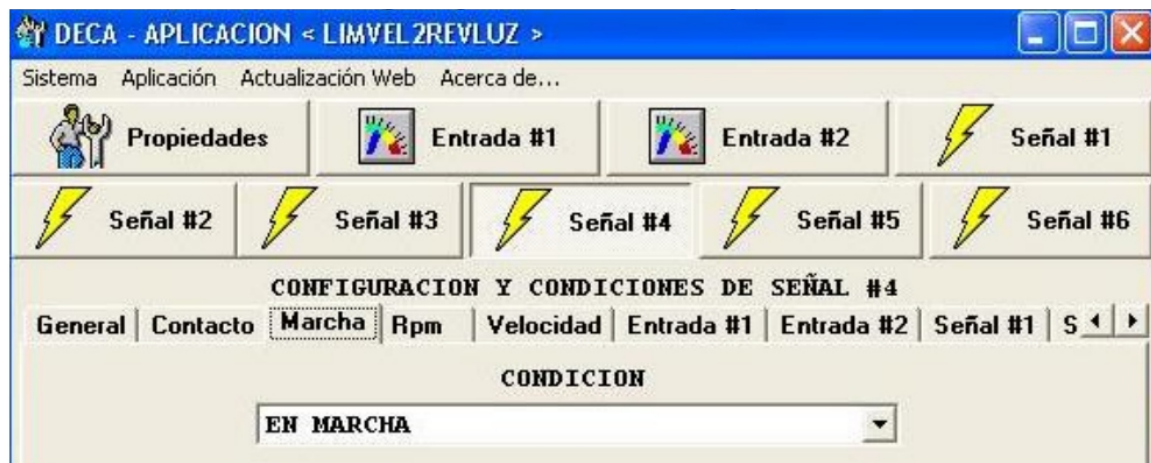 DECA - APLICACION < LIMVEL2REVLUZ >
Sistema Aplicación Actualización Web Acerca de...
Propiedades Entrada #1 Entrada #2 Señal #1
Señal #2 Señal #3 Señal #4 Señal #5 Señal #6
CONFIGURACION Y CONDICIONES DE SEÑAL #4
General Contacto Marcha Rpm Velocidad Entrada #1 Entrada #2 Señal #1 S
CONDICION
EN MARCHA